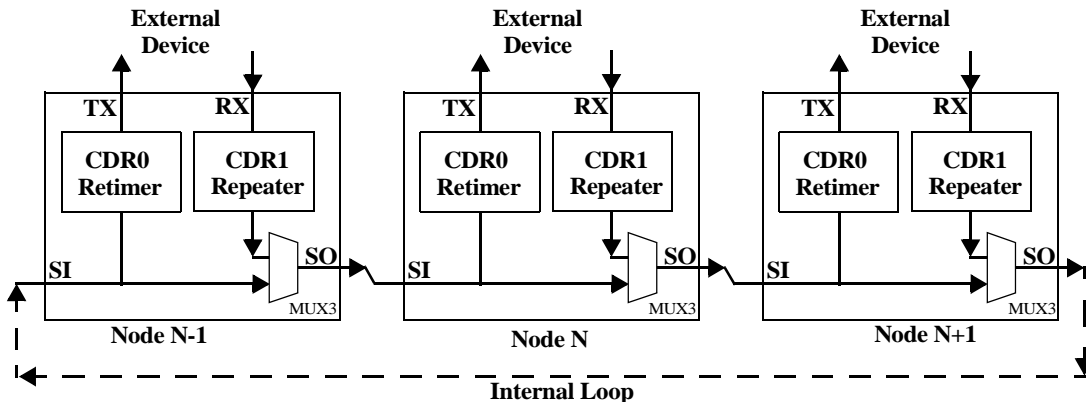 External
Device
External
Device
External
Device
TX
RX
TX
RX
TX
RX
CDR0
Retimer
CDR1
Repeater
CDR0
Retimer
CDR1
Repeater
CDR0
Retimer
CDR1
Repeater
SI
SO
SI
SO
SI
SO
MUX3
MUX3
MUX3
Node N-1
Node N
Node N+1
Internal Loop